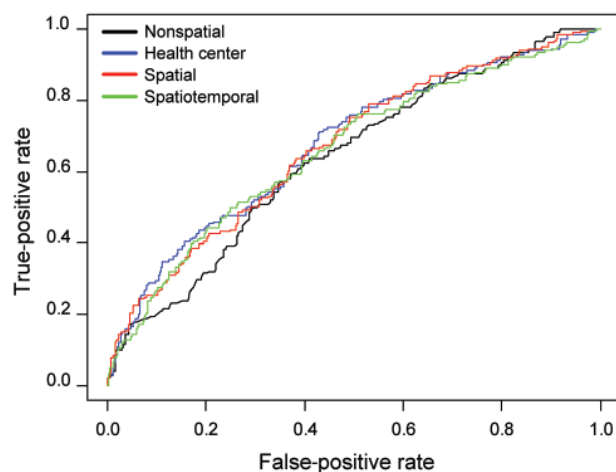 Nonspatial
Health center
Spatial
Spatiotemporal
1.0
0.8
0.6
0.4
0.2
0.0
True-positive rate
0.0 0.2 0.4 0.6 0.8 1.0
False-positive rate